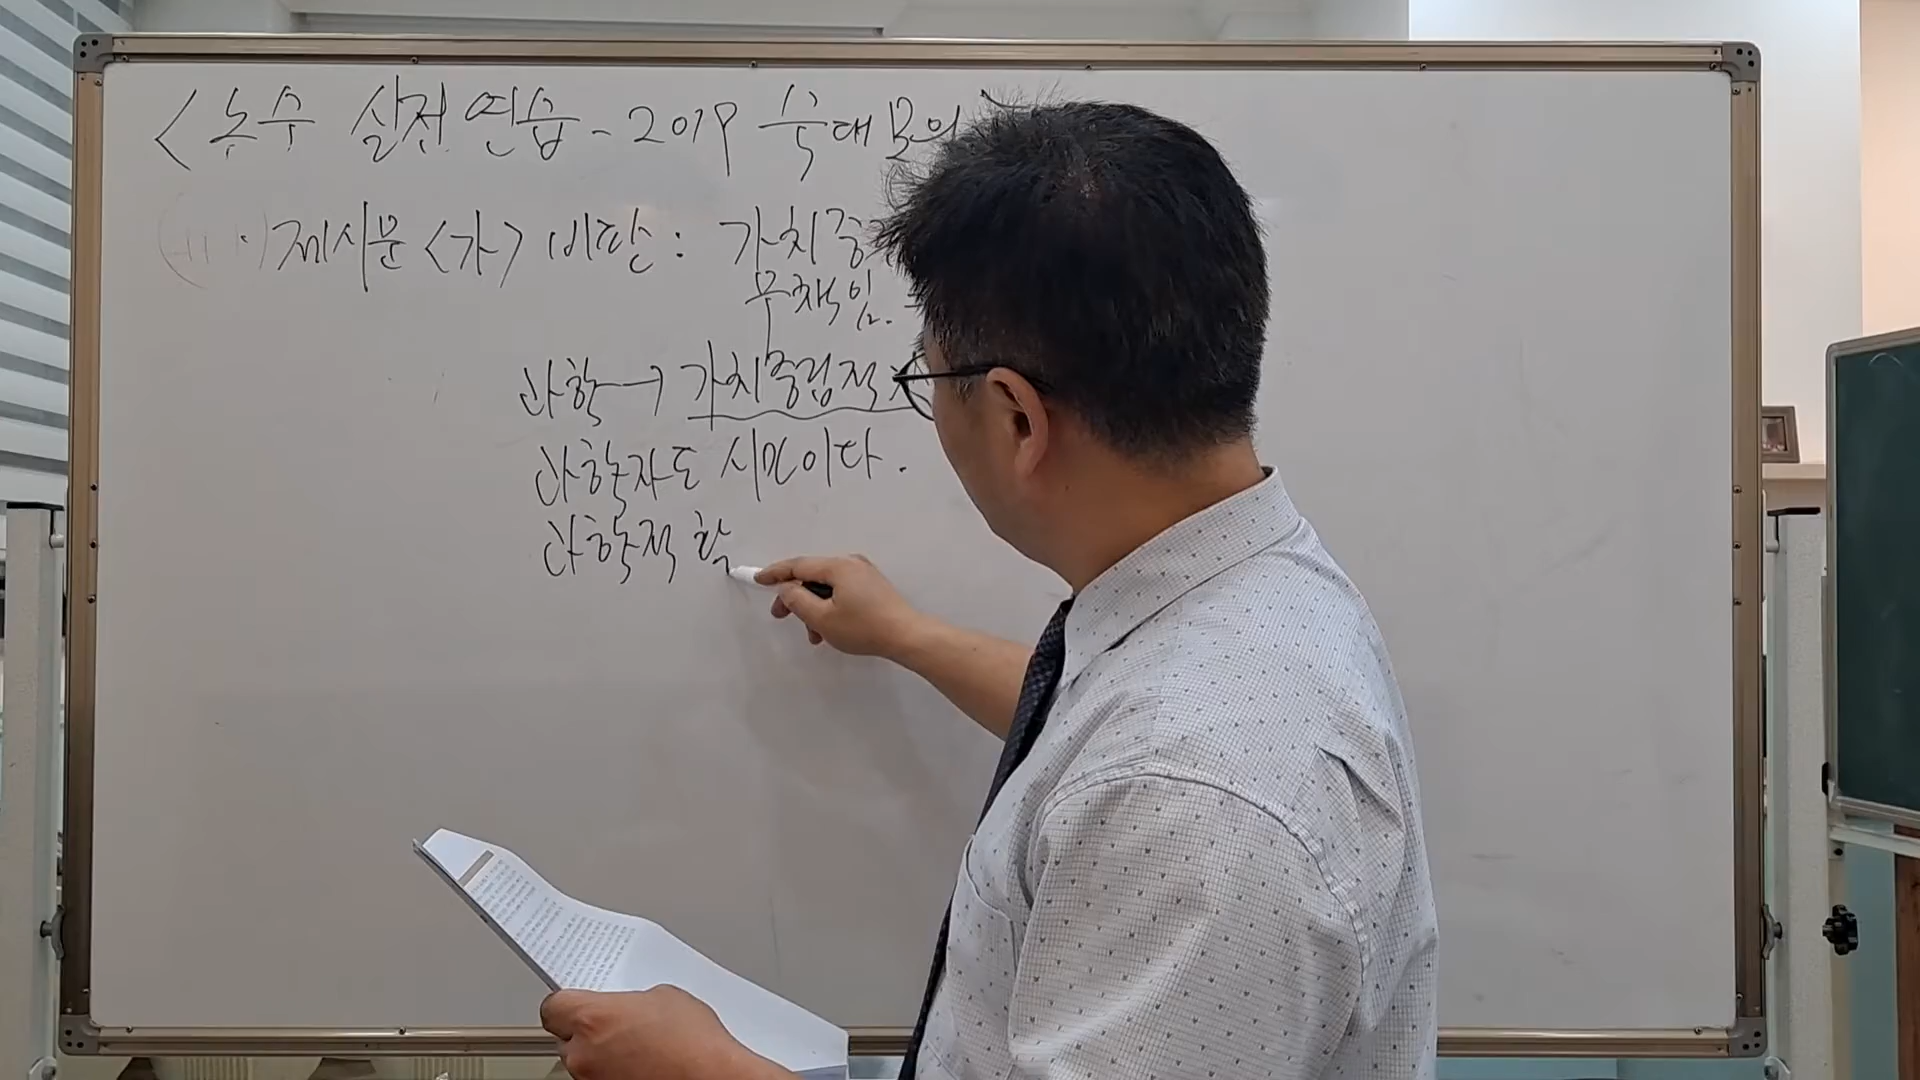 <논술 실전 연습 - 2019 숙대 모의
(1-1) 제시문 <가> 비판 : 가치중
무책임.
과학 → 가치중립적 X
과학자도 시민이다.
과학적 합